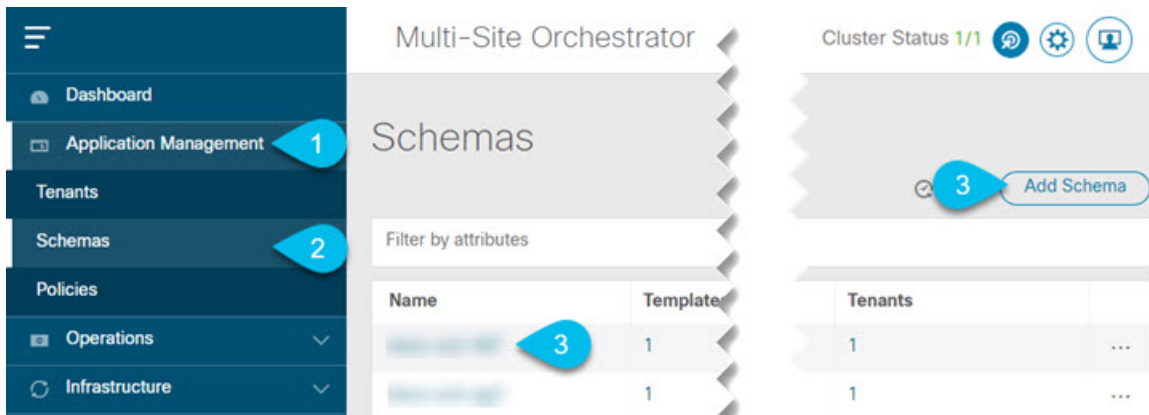 Multi-Site Orchestrator
Cluster Status 1/1
Dashboard
Application Management
1
Tenants
Schemas
2
Policies
Operations
Infrastructure
Schemas
3
Add Schema
Filter by attributes
Name Templates Tenants
3 1 1 ...
1 1 ...